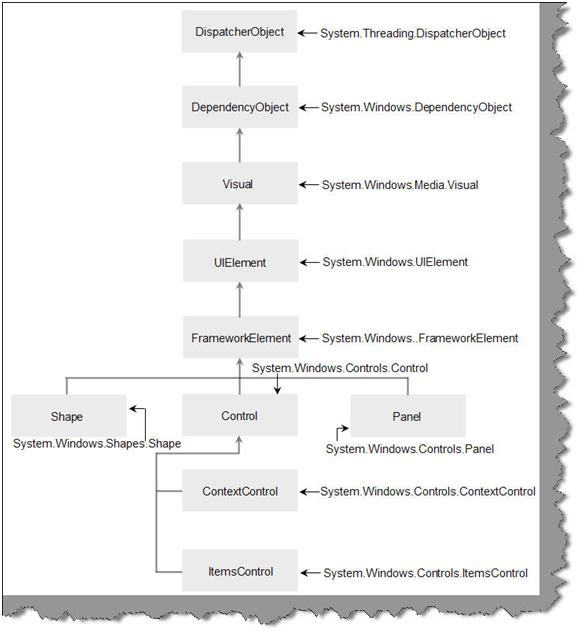 DispatcherObject
System.Threading.DispatcherObject
DependencyObject
System.Windows.DependencyObject
Visual
System.Windows.Media.Visual
UIElement
System.Windows.UIElement
FrameworkElement
System.Windows..FrameworkElement
System.Windows.Controls.Control
Shape
Control
Panel
System.Windows.Shapes.Shape
System.Windows.Controls.Panel
ContextControl
System.Windows.Controls.ContextControl
ItemsControl
System.Windows.Controls.ItemsControl